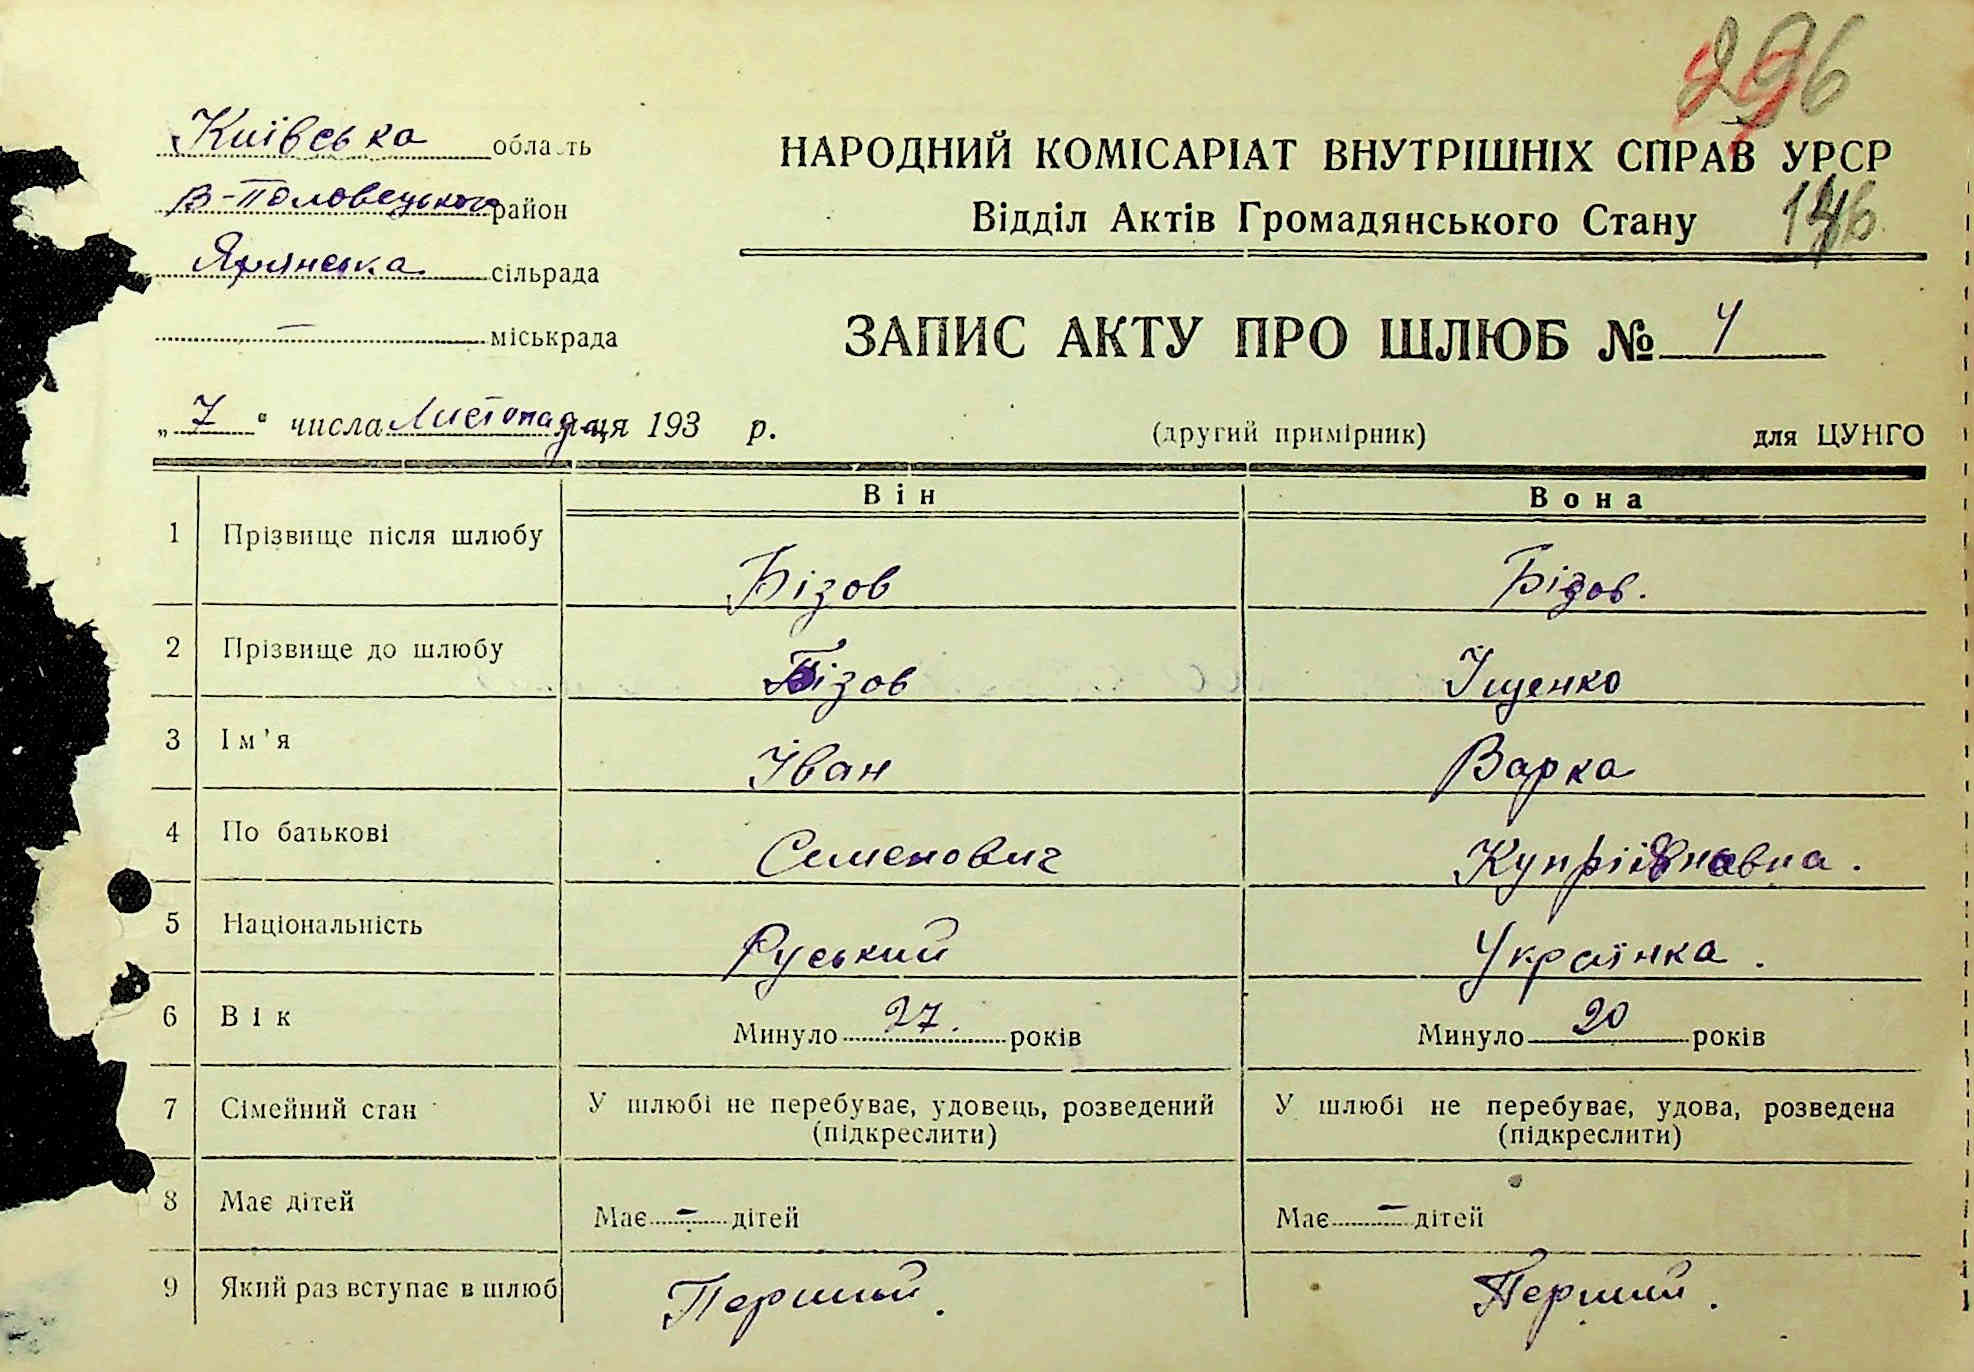 296
Київська область
В-Половецького район
сільрада
— міськрада
НАРОДНИЙ КОМІСАРІАТ ВНУТРІШНІХ СПРАВ УРСР
Відділ Актів Громадянського Стану
ЗАПИС АКТУ ПРО ШЛЮБ № 4
„ 7 " числа Листопада м-ця 193 р.
(другий примірник)
для ЦУНГО
Він Вона
1 Прізвище після шлюбу Бізов Бізов.
2 Прізвище до шлюбу Бізов Іщенко
3 Ім'я Іван Варка
4 По батькові Семенович
5 Національність Руський Українка.
6 Вік Минуло 27. років Минуло 20 років
7 Сімейний стан У шлюбі не перебуває, удовець, розведений У шлюбі не перебуває, удова, розведена
(підкреслити) (підкреслити)
8 Має дітей Має — дітей Має — дітей
9 Який раз вступає в шлюб Перший. Перший.